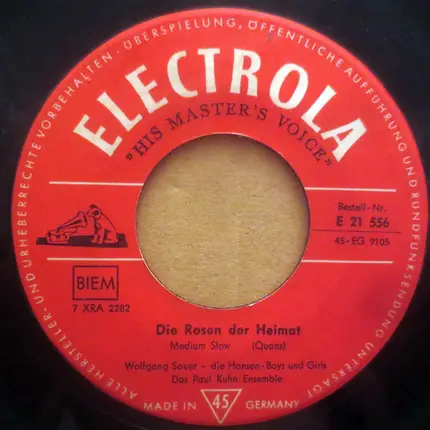 ALLE HERSTELLER- UND URHEBERRECHTE VORBEHALTEN · ÜBERSPIELUNG, ÖFFENTLICHE AUFFÜHRUNG UND RUNDFUNKSENDUNG UNTERSAGT
ELECTROLA
"HIS MASTER'S VOICE"
Bestell-Nr.
E 21 556
45-EG 9105
BIEM
7 XRA 2282
Die Rosen der Heimat
Medium Slow (Quanz)
Wolfgang Sauer - die Hansen-Boys und Girls
Das Paul Kuhn Ensemble
MADE IN 45 GERMANY